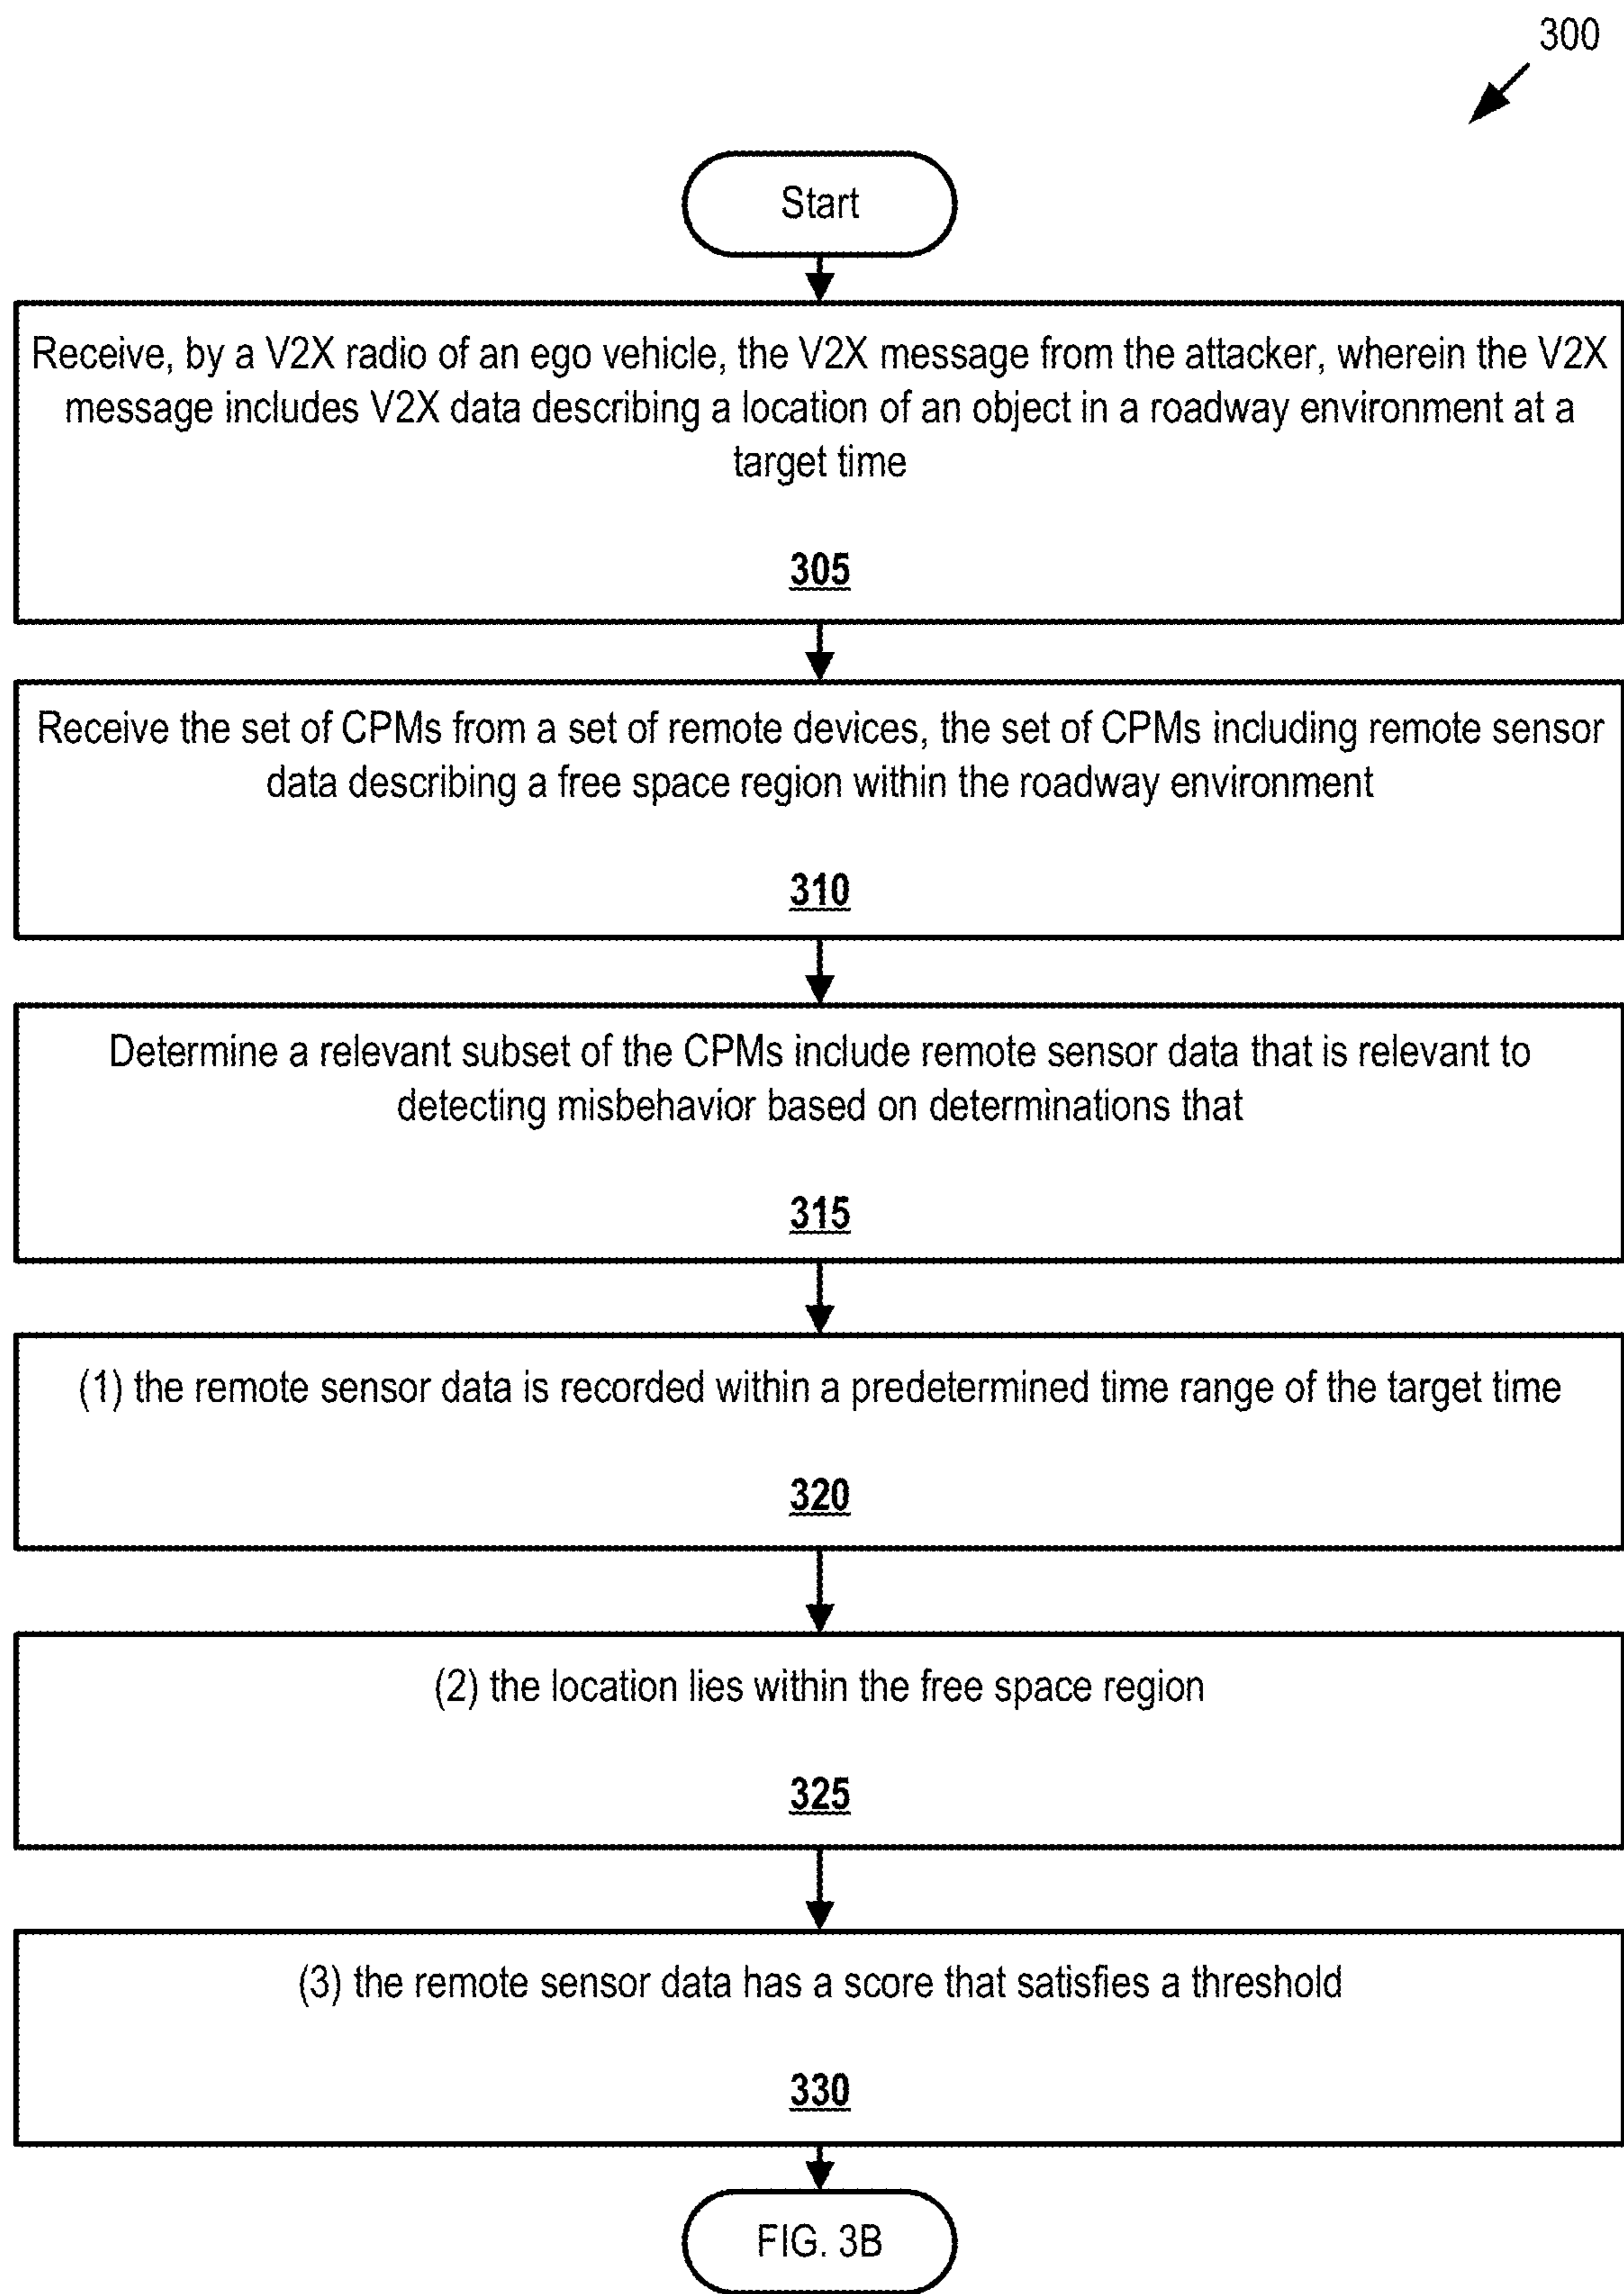 300
Start
Receive, by a V2X radio of an ego vehicle, the V2X message from the attacker, wherein the V2X
message includes V2X data describing a location of an object in a roadway environment at a
target time
305
Receive the set of CPMs from a set of remote devices, the set of CPMs including remote sensor
data describing a free space region within the roadway environment
310
Determine a relevant subset of the CPMs include remote sensor data that is relevant to
detecting misbehavior based on determinations that
315
(1) the remote sensor data is recorded within a predetermined time range of the target time
320
(2) the location lies within the free space region
325
(3) the remote sensor data has a score that satisfies a threshold
330
FIG. 3B